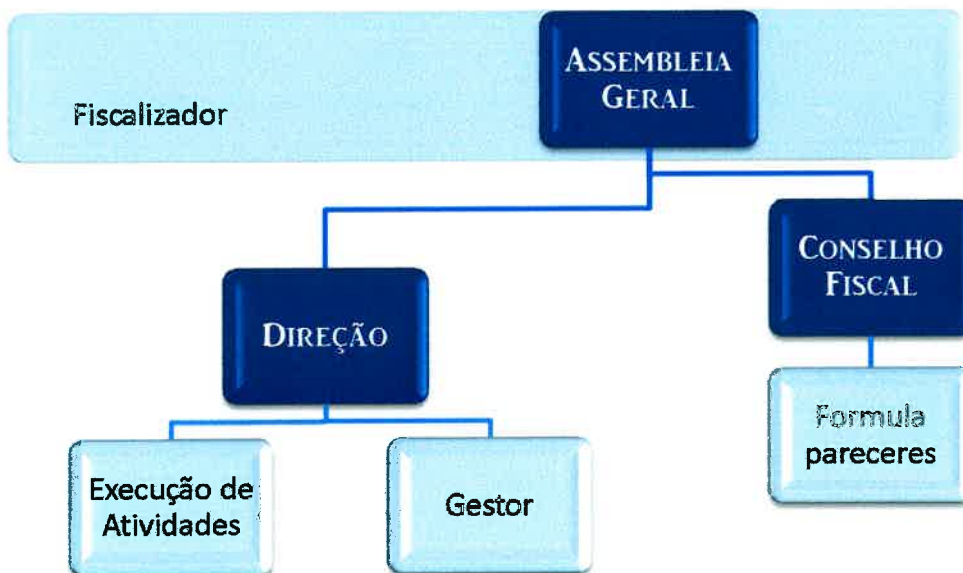 ASSEMBLEIA
GERAL
Fiscalizador
CONSELHO
FISCAL
DIREÇÃO
Formula
pareceres
Execução de
Atividades
Gestor